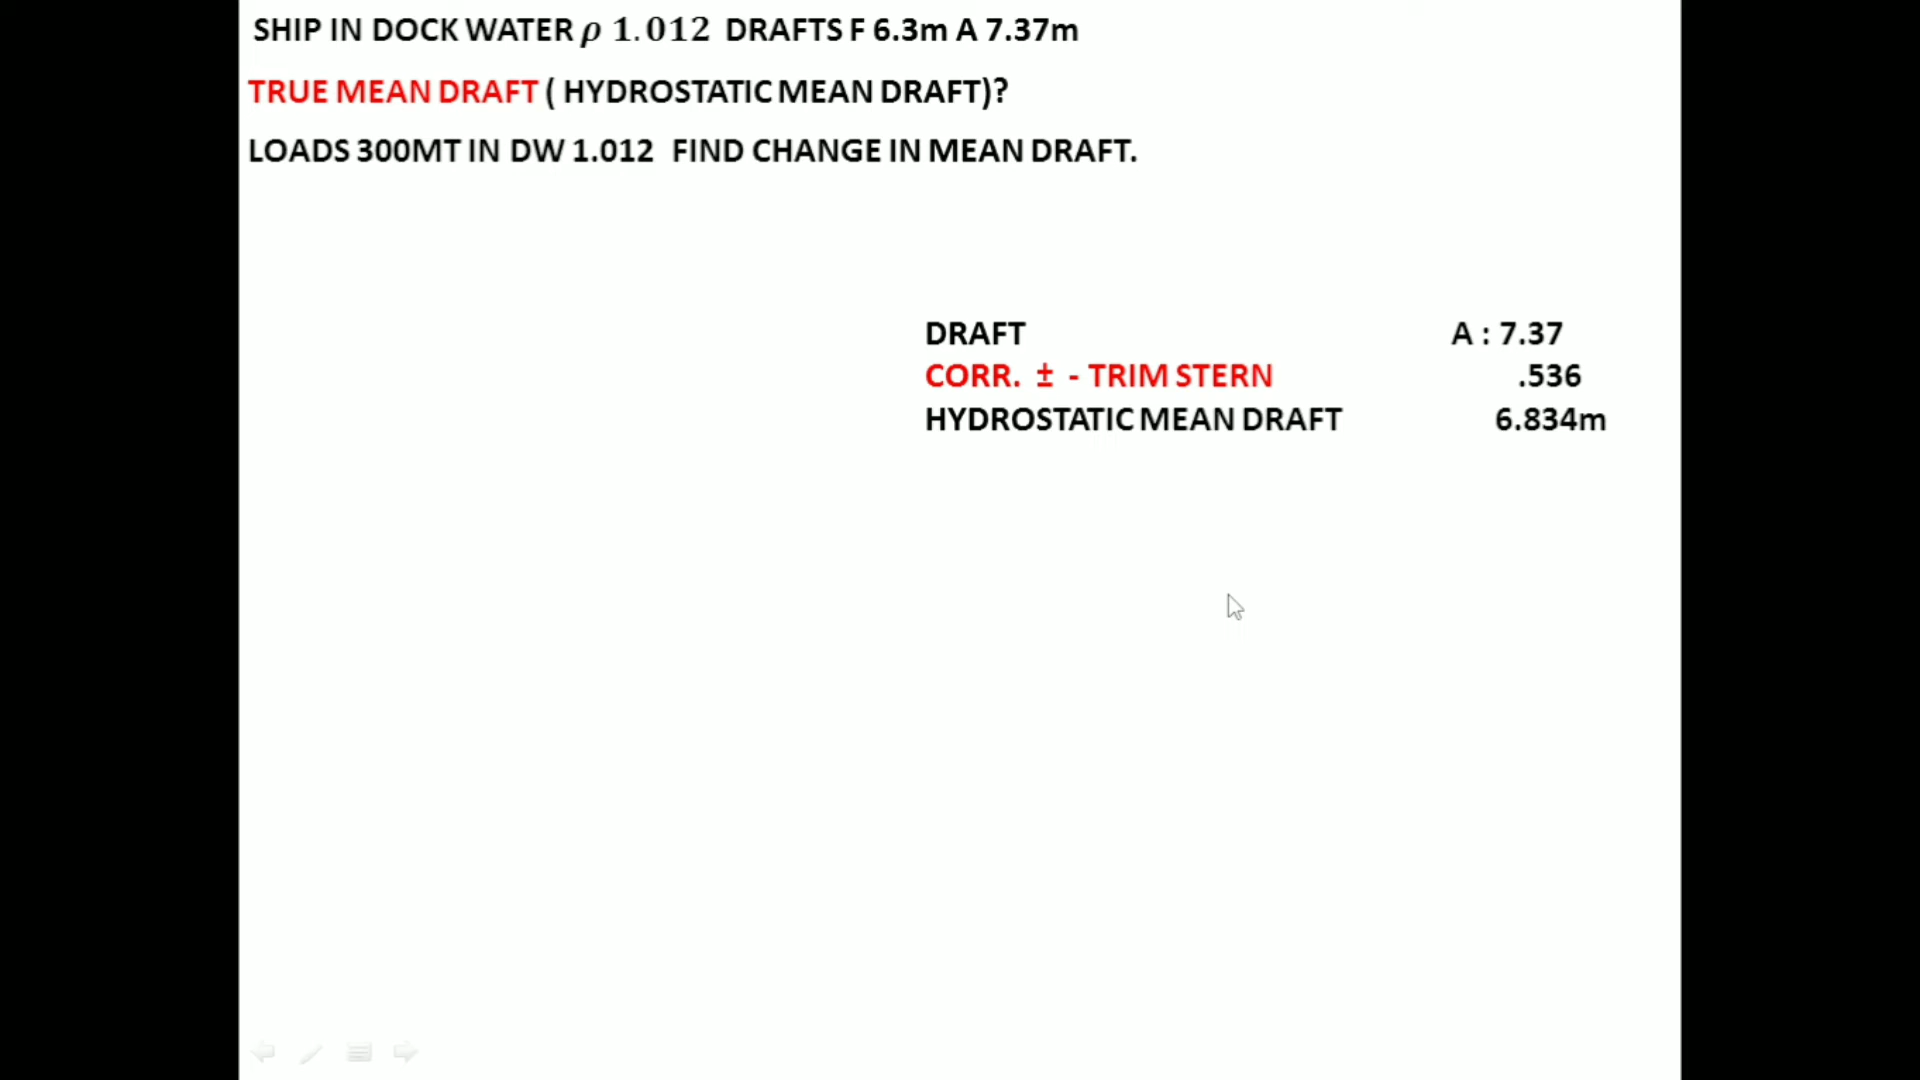 SHIP IN DOCK WATER ρ 1.012 DRAFTS F 6.3m A 7.37m
TRUE MEAN DRAFT ( HYDROSTATIC MEAN DRAFT)?
LOADS 300MT IN DW 1.012 FIND CHANGE IN MEAN DRAFT.
DRAFT A : 7.37
CORR. ± - TRIM STERN .536
HYDROSTATIC MEAN DRAFT 6.834m